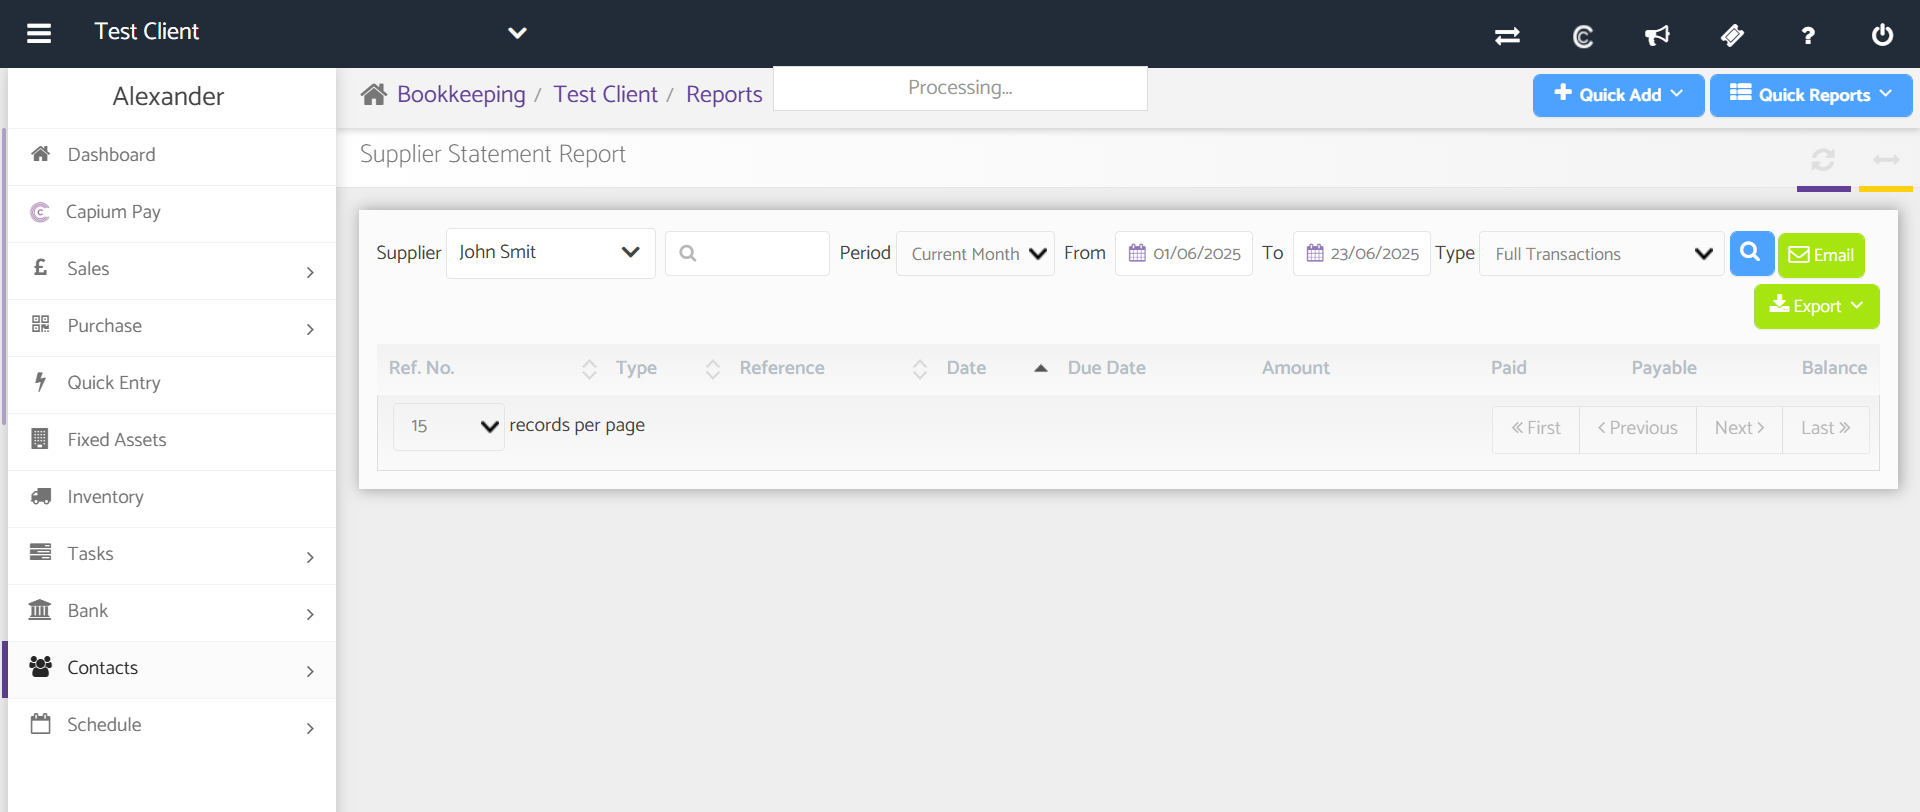 Test Client
Alexander
Bookkeeping / Test Client / Reports
Processing...
Quick Add
Quick Reports
Supplier Statement Report
Dashboard
Capium Pay
Sales
Purchase
Quick Entry
Fixed Assets
Inventory
Tasks
Bank
Contacts
Schedule
Supplier John Smit Period Current Month From 01/06/2025 To 23/06/2025 Type Full Transactions Email
Export
Ref. No. Type Reference Date Due Date Amount Paid Payable Balance
15 records per page « First ‹ Previous Next › Last »